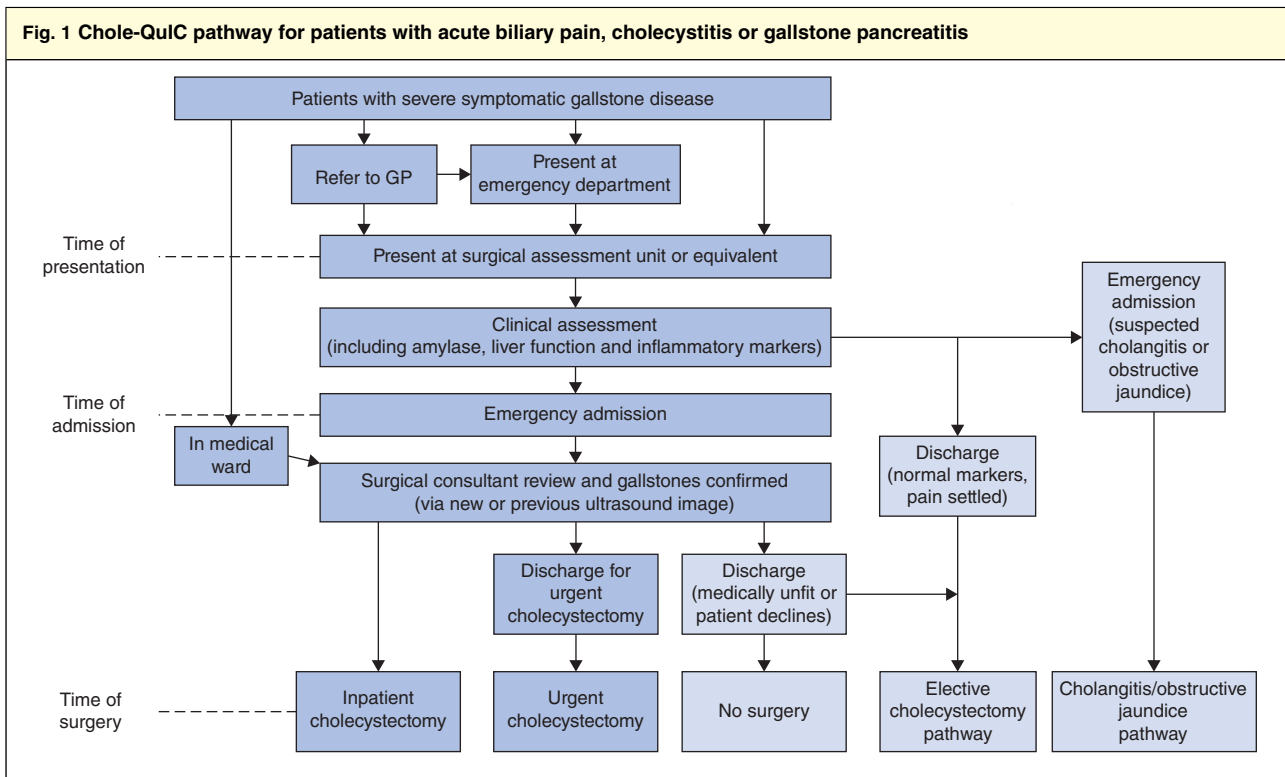 Fig. 1 Chole-QuIC pathway for patients with acute biliary pain, cholecystitis or gallstone pancreatitis
Patients with severe symptomatic gallstone disease
Refer to GP
Present at
emergency department
Time of
presentation
Present at surgical assessment unit or equivalent
Emergency
admission
(suspected
cholangitis or
obstructive
jaundice)
Clinical assessment
(including amylase, liver function and inflammatory markers)
Time of
admission
Emergency admission
In medical
ward
Discharge
(normal markers,
pain settled)
Surgical consultant review and gallstones confirmed
(via new or previous ultrasound image)
Discharge for
urgent
cholecystectomy
Discharge
(medically unfit or
patient declines)
Time of
surgery
Inpatient
cholecystectomy
Urgent
cholecystectomy
No surgery
Elective
cholecystectomy
pathway
Cholangitis/obstructive
jaundice
pathway